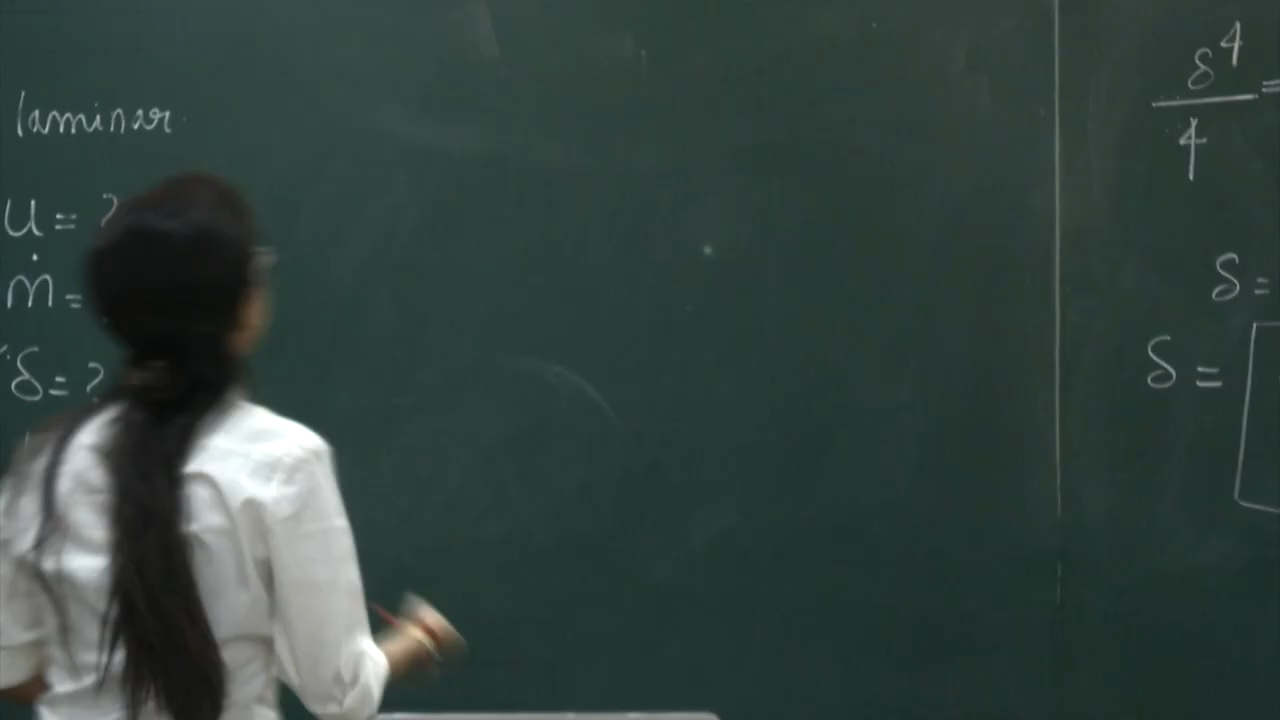 laminar
u = ?
ṁ =
δ = ?
δ⁴/4 =
δ =
δ =